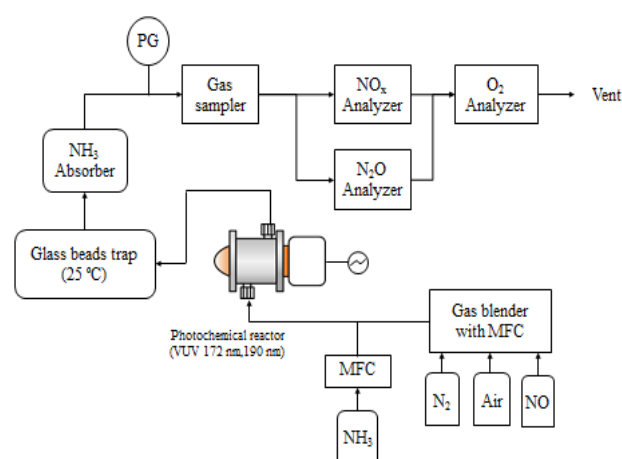 PG
Gas
sampler
NOx
Analyzer
O2
Analyzer
Vent
N2O
Analyzer
NH3
Absorber
Glass beads trap
(25 ⁰C)
Photochemical reactor
(VUV 172 nm,190 nm)
Gas blender
with MFC
MFC
N2
Air
NO
NH3